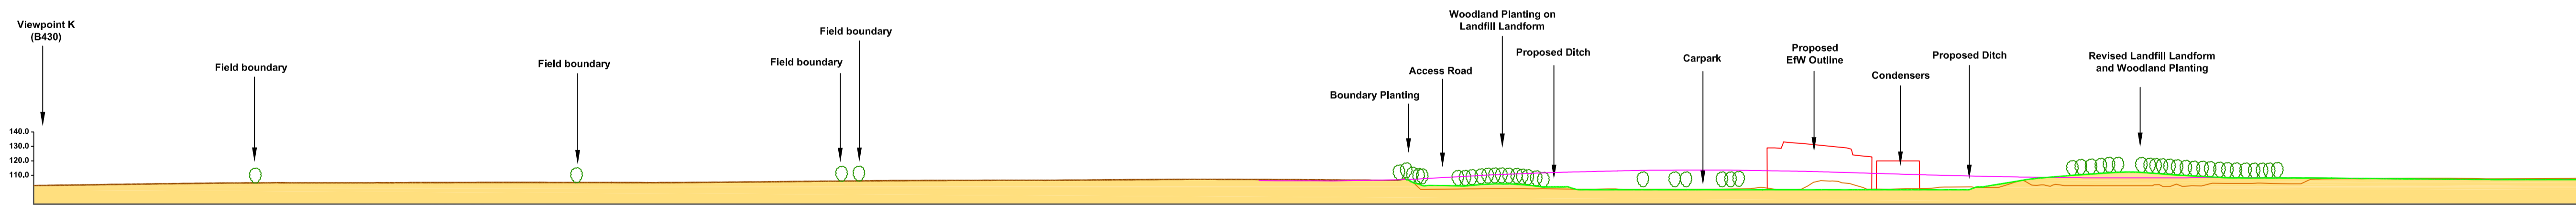 Viewpoint K
(B430)
Field boundary
Field boundary
Field boundary
Field boundary
Boundary Planting
Access Road
Woodland Planting on
Landfill Landform
Proposed Ditch
Carpark
Proposed
EfW Outline
Condensers
Proposed Ditch
Revised Landfill Landform
and Woodland Planting
140.0
130.0
120.0
110.0